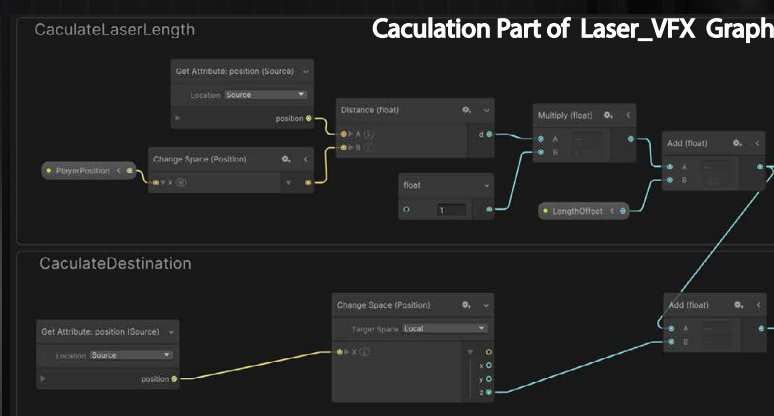 CaculateLaserLength
Caculation Part of Laser_VFX Graph
Get Attribute: position (Source)
Location Source
position
Distance (float)
A L
B L
d
Multiply (float)
A
B
Add (float)
A
B
PlayerPosition
Change Space (Position)
X
float
1
LengthOffset
CaculateDestination
Get Attribute: position (Source)
Location Source
position
Change Space (Position)
Target Space Local
X L
x
y
z
Add (float)
A
B